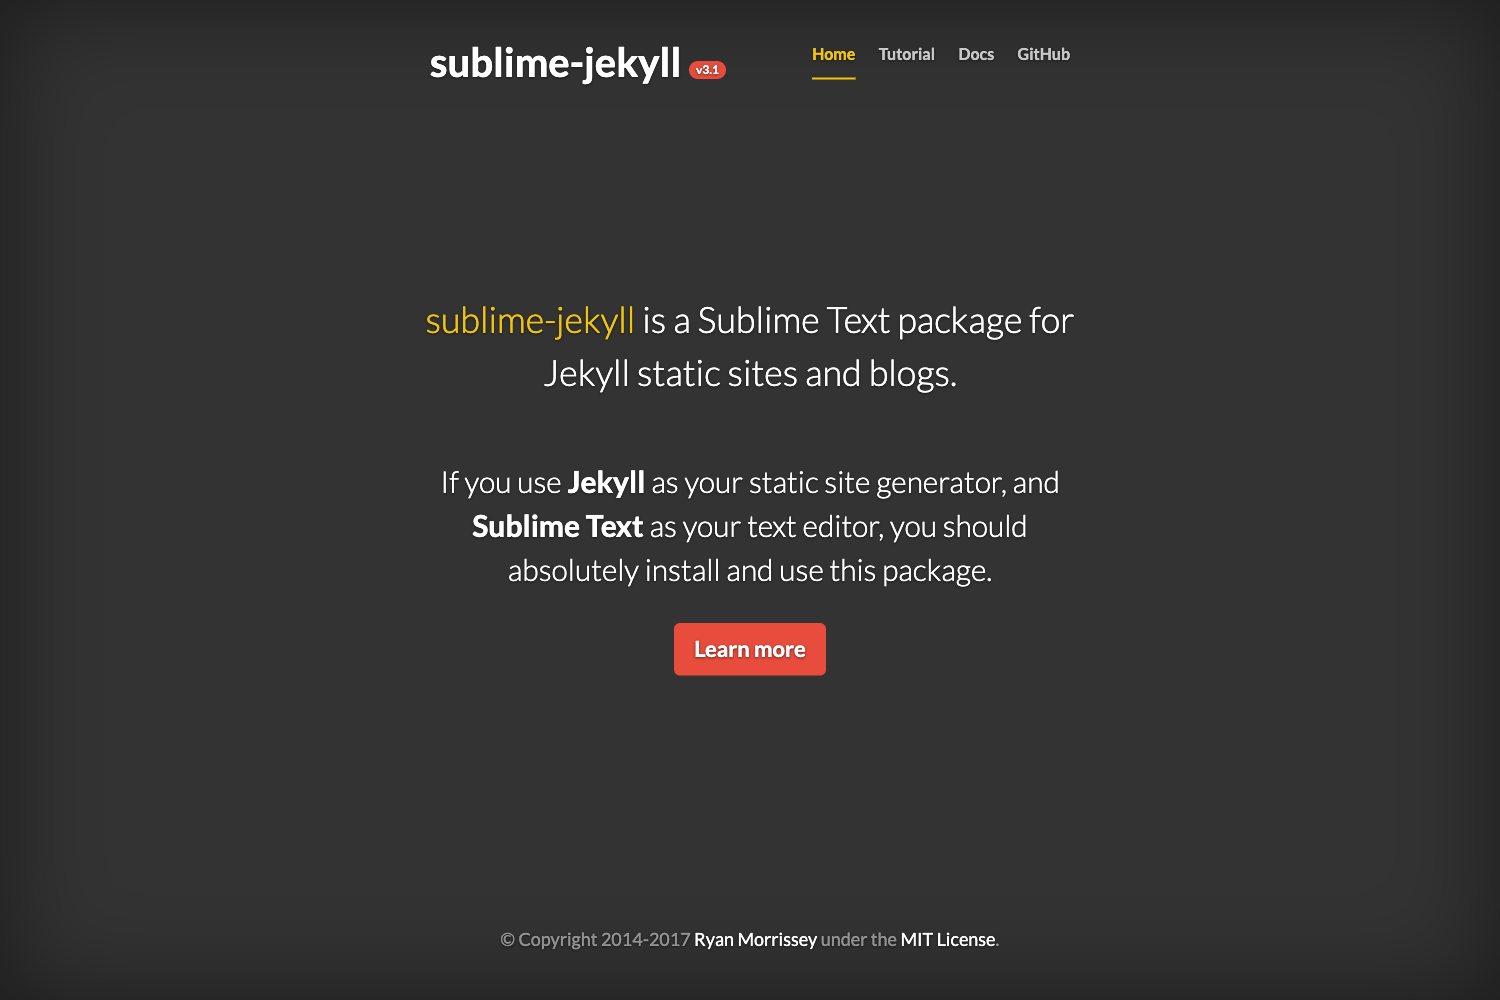 sublime-jekyll v3.1
Home Tutorial Docs GitHub
sublime-jekyll is a Sublime Text package for
Jekyll static sites and blogs.
If you use Jekyll as your static site generator, and
Sublime Text as your text editor, you should
absolutely install and use this package.
Learn more
© Copyright 2014-2017 Ryan Morrissey under the MIT License.